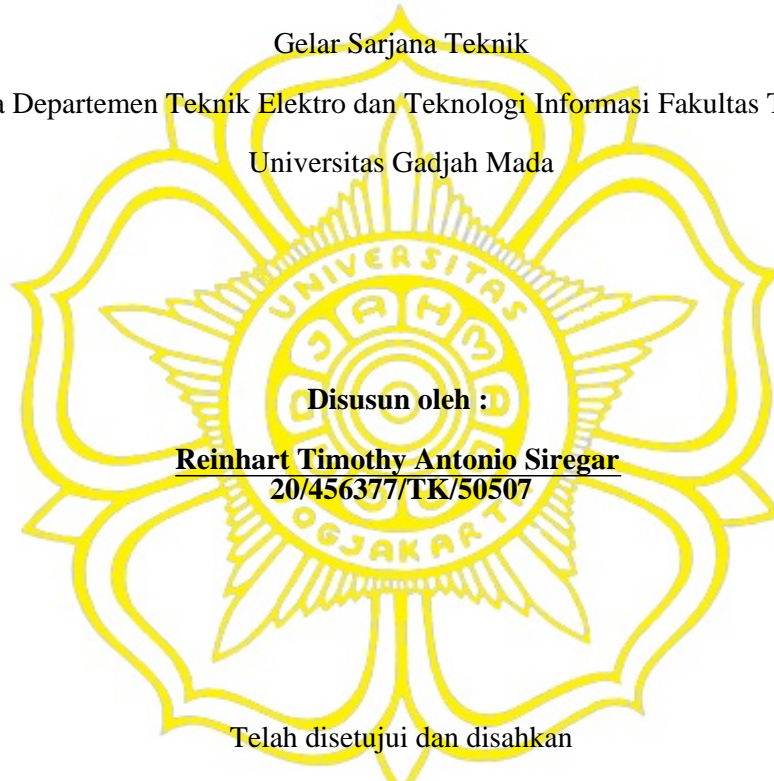 Gelar Sarjana Teknik
Departemen Teknik Elektro dan Teknologi Informasi Fakultas
Universitas Gadjah Mada
UNIVERSITAS
Disusun oleh :
Reinhart Timothy Antonio Siregar
20/456377/TK/50507
Telah disetujui dan disahkan